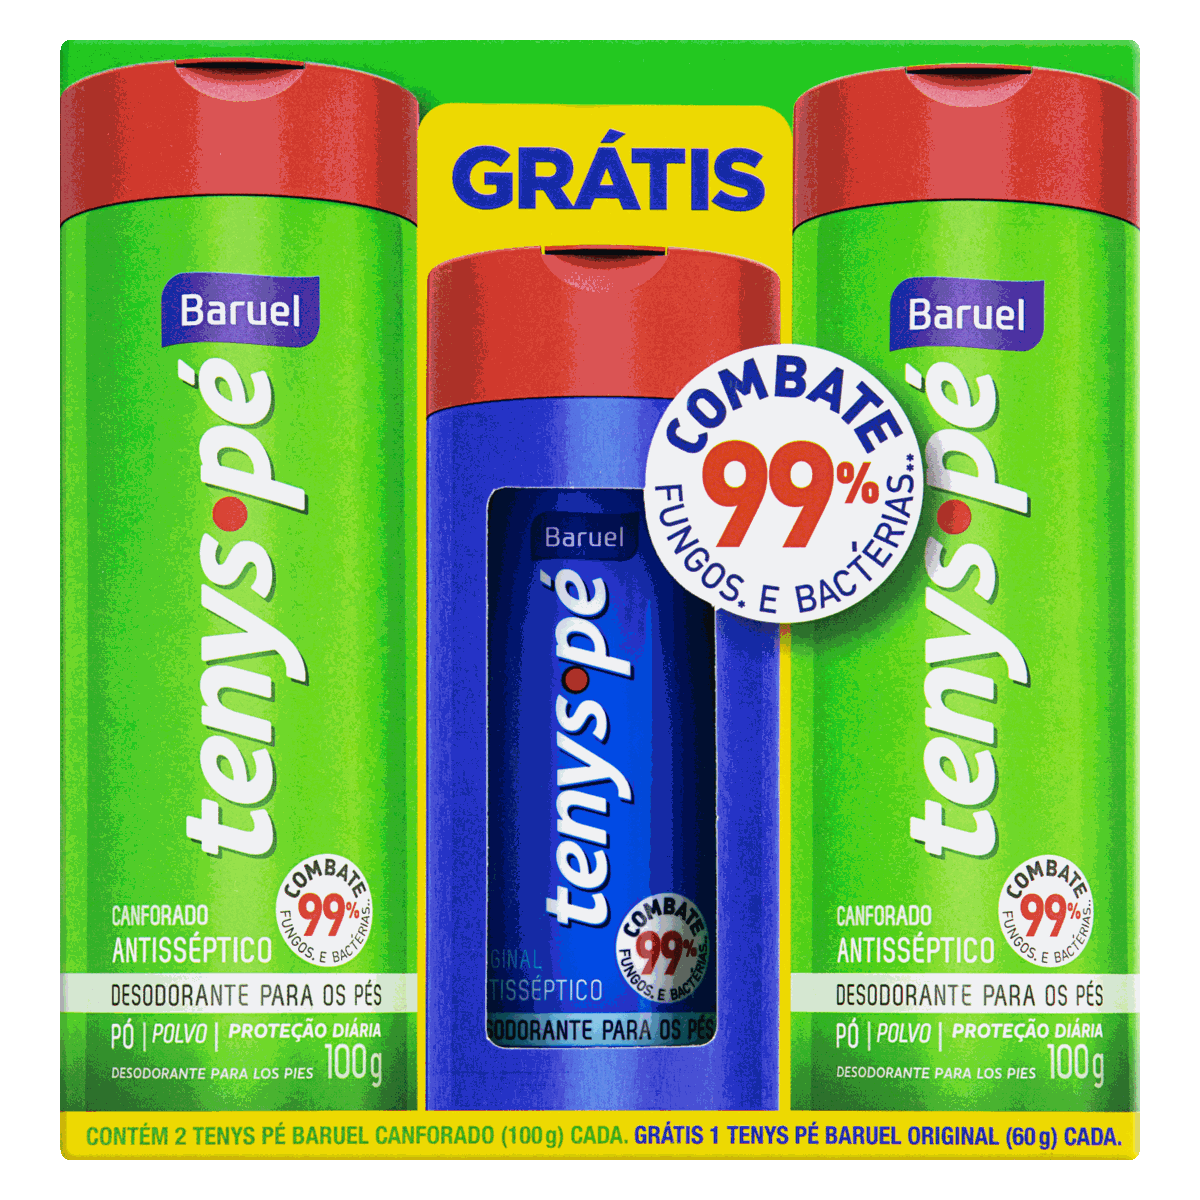 GRÁTIS
Baruel
tenys pé
CANFORADO
ANTISSÉPTICO
COMBATE
99%
FUNGOS* E BACTÉRIAS**
DESODORANTE PARA OS PÉS
PÓ | POLVO | PROTEÇÃO DIÁRIA
DESODORANTE PARA LOS PIES 100g
Baruel
tenys pé
GINAL
TISSÉPTICO
COMBATE
99%
FUNGOS* E BACTÉRIAS**
SODORANTE PARA OS PÉS
COMBATE
99%
FUNGOS* E BACTÉRIAS**
Baruel
tenys pé
CANFORADO
ANTISSÉPTICO
COMBATE
99%
FUNGOS* E BACTÉRIAS**
DESODORANTE PARA OS PÉS
PÓ | POLVO | PROTEÇÃO DIÁRIA
DESODORANTE PARA LOS PIES 100g
CONTÉM 2 TENYS PÉ BARUEL CANFORADO (100g) CADA. GRÁTIS 1 TENYS PÉ BARUEL ORIGINAL (60g) CADA.